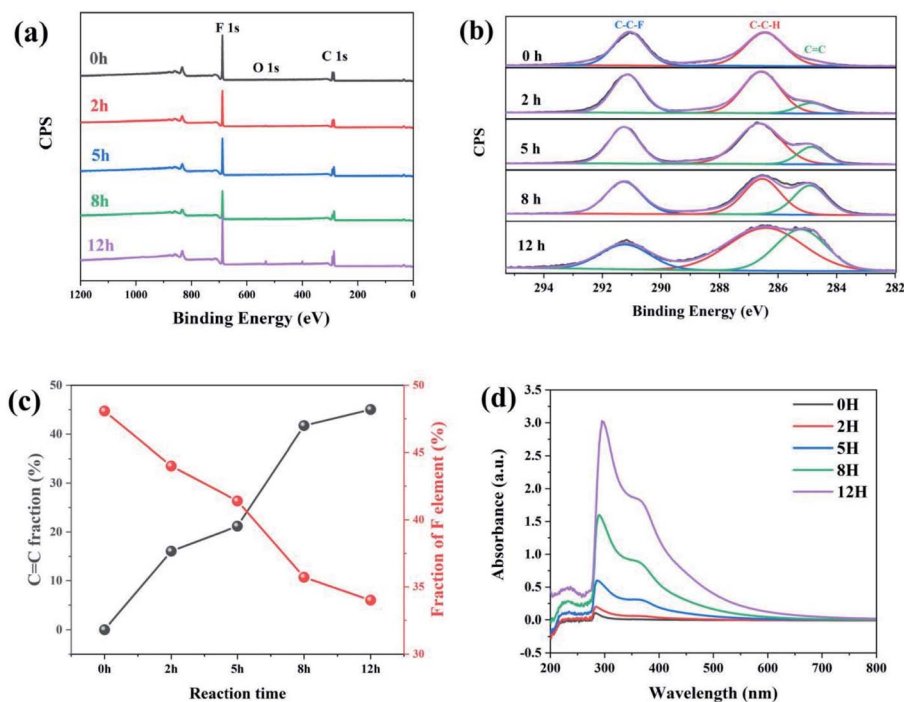 (a)
F 1s
O 1s
C 1s
0h
2h
5h
8h
12h
CPS
1200 1000 800 600 400 200 0
Binding Energy (eV)
(b)
C-C-F
C-C-H
C=C
0 h
2 h
5 h
8 h
12 h
CPS
294 292 290 288 286 284 282
Binding Energy (eV)
(c)
50
40
30
20
10
0
C=C fraction (%)
50
45
40
35
30
Fraction of F element (%)
0h 2h 5h 8h 12h
Reaction time
(d)
0H
2H
5H
8H
12H
3.5
3.0
2.5
2.0
1.5
1.0
0.5
0.0
-0.5
Absorbance (a.u.)
200 300 400 500 600 700 800
Wavelength (nm)